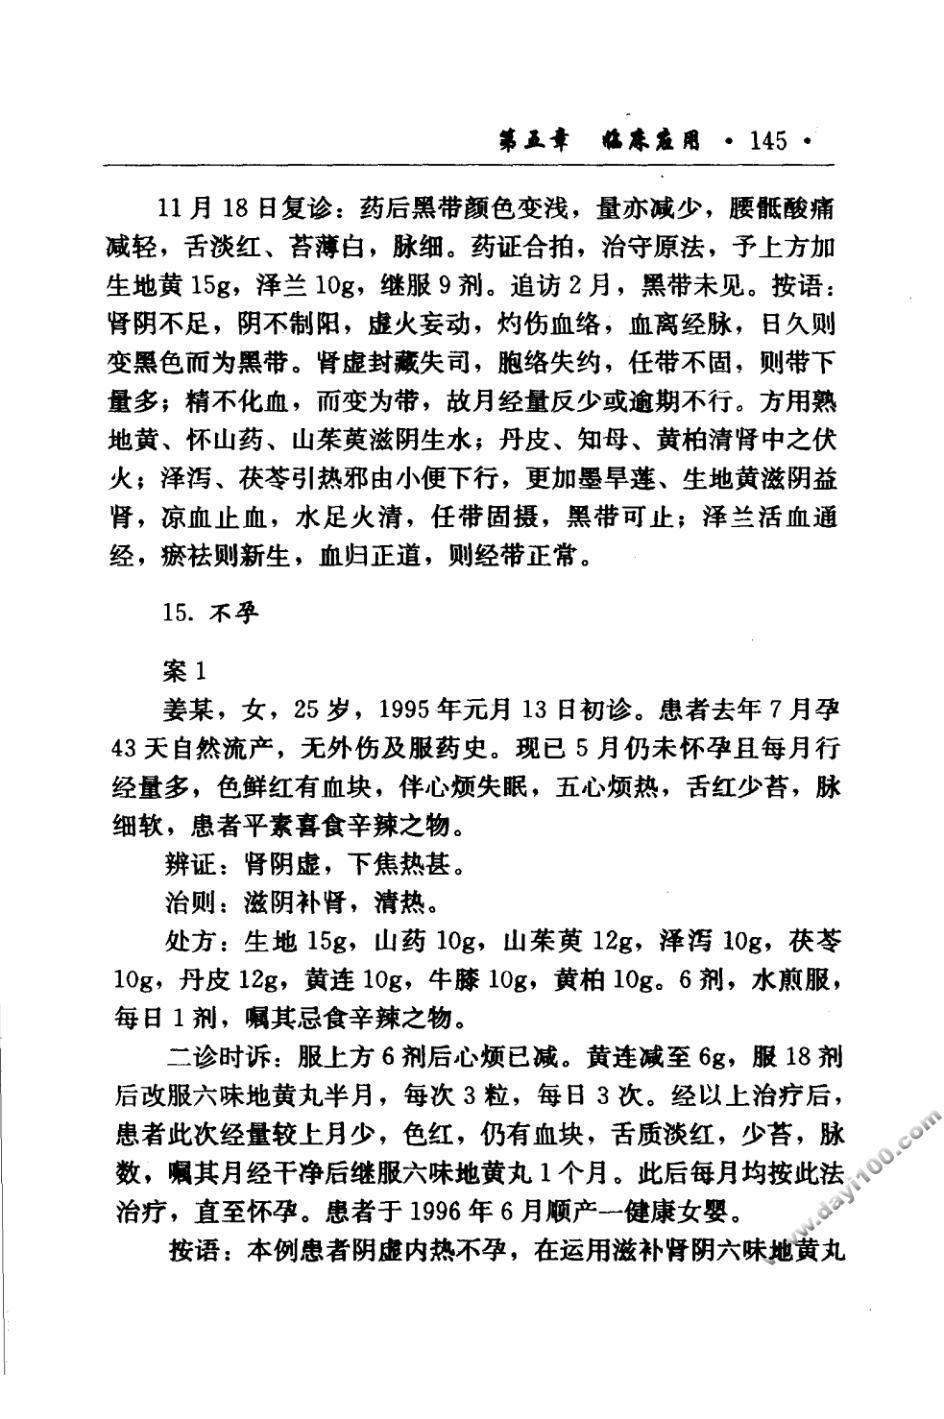 第五章 临床应用 · 145 ·
11月18日复诊：药后黑带颜色变浅，量亦减少，腰骶酸痛
减轻，舌淡红、苔薄白，脉细。药证合拍，治守原法，予上方加
生地黄15g，泽兰10g，继服9剂。追访2月，黑带未见。按语：
肾阴不足，阴不制阳，虚火妄动，灼伤血络，血离经脉，日久则
变黑色而为黑带。肾虚封藏失司，胞络失约，任带不固，则带下
量多；精不化血，而变为带，故月经量反少或逾期不行。方用熟
地黄、怀山药、山茱萸滋阴生水；丹皮、知母、黄柏清肾中之伏
火；泽泻、茯苓引热邪由小便下行，更加墨旱莲、生地黄滋阴益
肾，凉血止血，水足火清，任带固摄，黑带可止；泽兰活血通
经，瘀祛则新生，血归正道，则经带正常。
15. 不孕
案1
姜某，女，25岁，1995年元月13日初诊。患者去年7月孕
43天自然流产，无外伤及服药史。现已5月仍未怀孕且每月行
经量多，色鲜红有血块，伴心烦失眠，五心烦热，舌红少苔，脉
细软，患者平素喜食辛辣之物。
辨证：肾阴虚，下焦热甚。
治则：滋阴补肾，清热。
处方：生地15g，山药10g，山茱萸12g，泽泻10g，茯苓
10g，丹皮12g，黄连10g，牛膝10g，黄柏10g。6剂，水煎服，
每日1剂，嘱其忌食辛辣之物。
二诊时诉：服上方6剂后心烦已减。黄连减至6g，服18剂
后改服六味地黄丸半月，每次3粒，每日3次。经以上治疗后，
患者此次经量较上月少，色红，仍有血块，舌质淡红，少苔，脉
数，嘱其月经干净后继服六味地黄丸1个月。此后每月均按此法
治疗，直至怀孕。患者于1996年6月顺产一健康女婴。
按语：本例患者阴虚内热不孕，在运用滋补肾阴六味地黄丸
www.dayi100.com